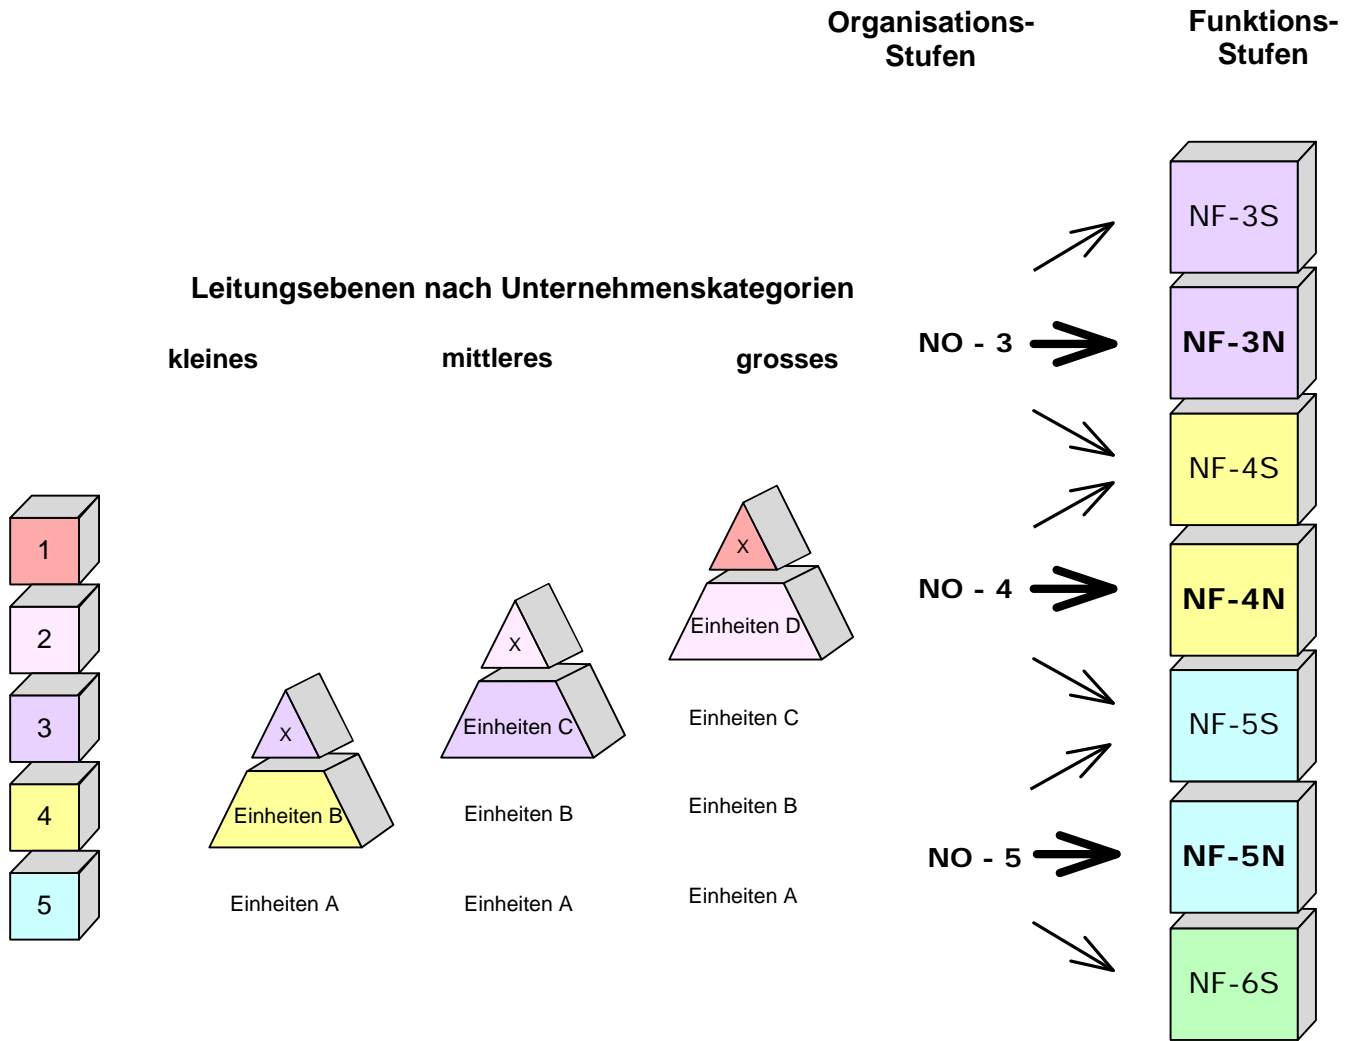 Organisations-
Stufen
Funktions-
Stufen
Leitungsebenen nach Unternehmenskategorien
kleines
mittleres
grosses
1
2
3
4
5
X
Einheiten B
Einheiten A
X
Einheiten C
Einheiten B
Einheiten A
X
Einheiten D
Einheiten C
Einheiten B
Einheiten A
NO - 3
NO - 4
NO - 5
NF-3S
NF-3N
NF-4S
NF-4N
NF-5S
NF-5N
NF-6S